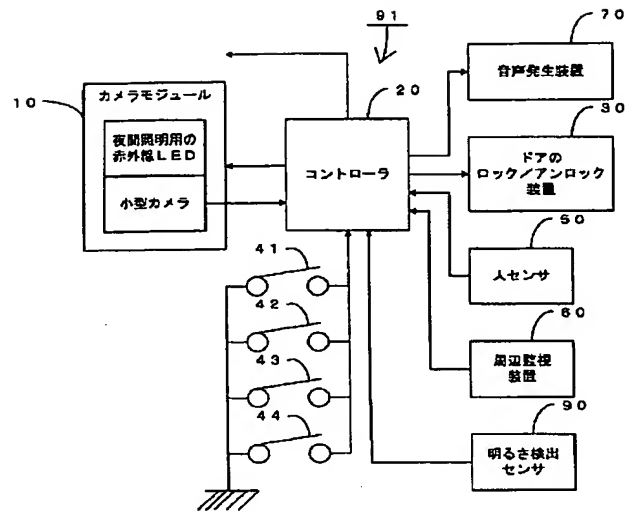 91
70
音声発生装置
10
カメラモジュール
20
30
夜間照明用の
赤外線LED
コントローラ
ドアの
ロック/アンロック
装置
小型カメラ
50
41
人センサ
42
60
43
周辺監視
装置
44
90
明るさ検出
センサ